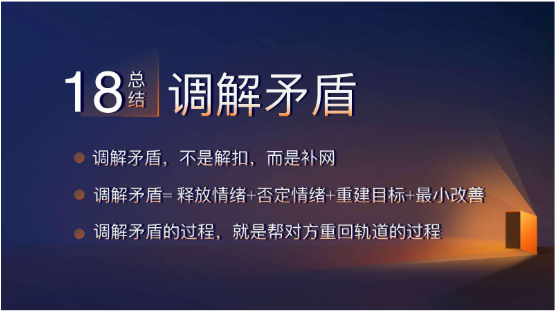 18 总结 调解矛盾
调解矛盾，不是解扣，而是补网
调解矛盾=释放情绪+否定情绪+重建目标+最小改善
调解矛盾的过程，就是帮对方重回轨道的过程